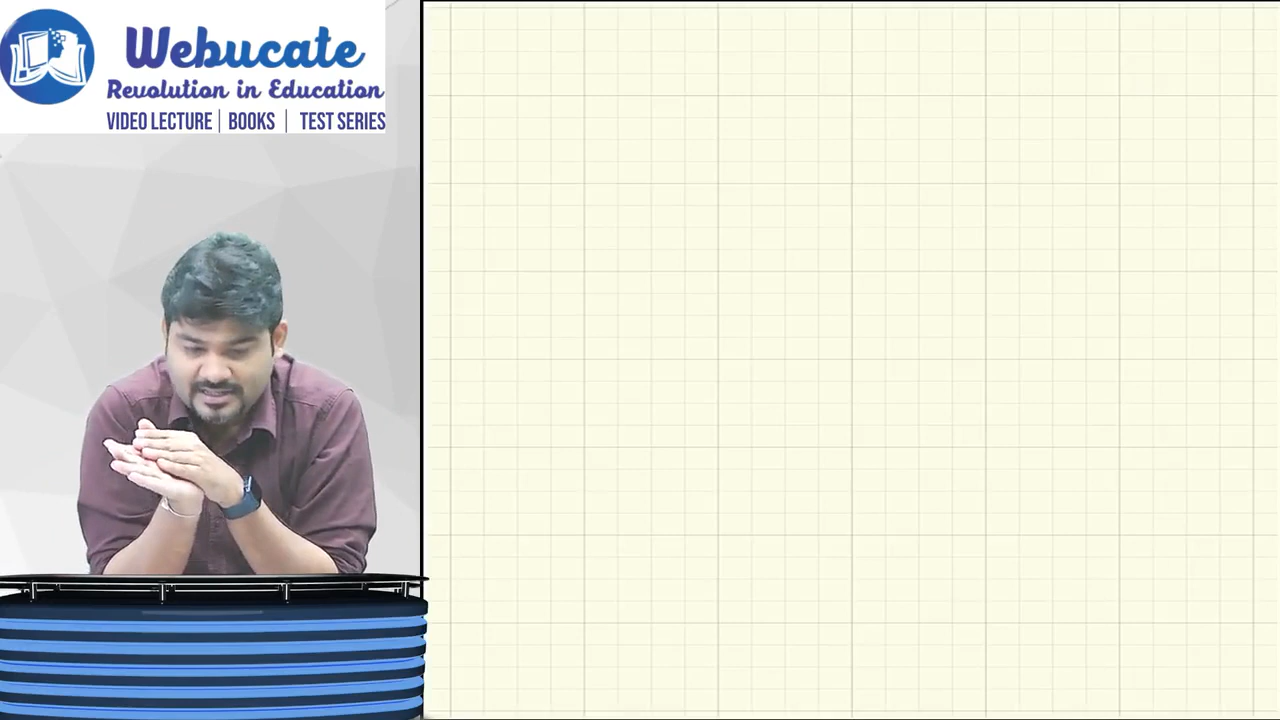 Webucate
Revolution in Education
VIDEO LECTURE | BOOKS | TEST SERIES